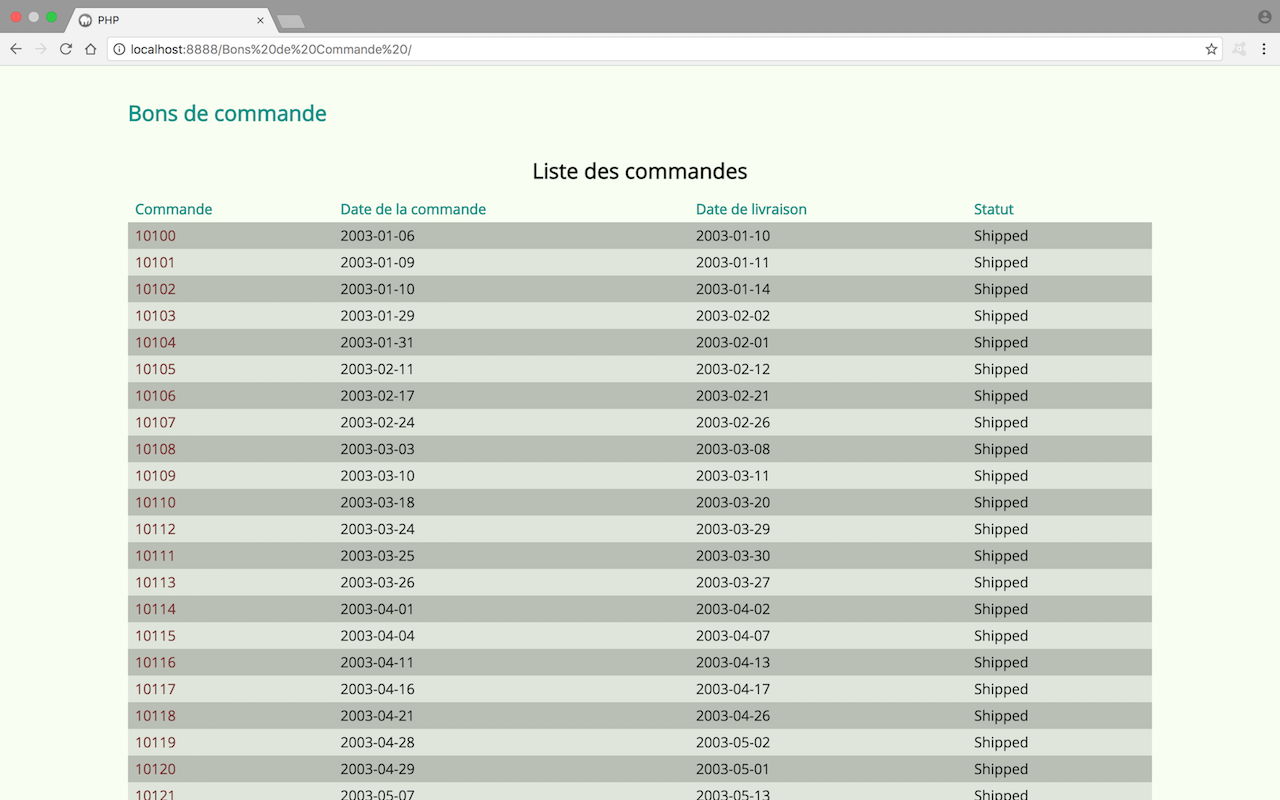 PHP
localhost:8888/Bons%20de%20Commande%20/
Bons de commande
Liste des commandes
Commande Date de la commande Date de livraison Statut
10100 2003-01-06 2003-01-10 Shipped
10101 2003-01-09 2003-01-11 Shipped
10102 2003-01-10 2003-01-14 Shipped
10103 2003-01-29 2003-02-02 Shipped
10104 2003-01-31 2003-02-01 Shipped
10105 2003-02-11 2003-02-12 Shipped
10106 2003-02-17 2003-02-21 Shipped
10107 2003-02-24 2003-02-26 Shipped
10108 2003-03-03 2003-03-08 Shipped
10109 2003-03-10 2003-03-11 Shipped
10110 2003-03-18 2003-03-20 Shipped
10112 2003-03-24 2003-03-29 Shipped
10111 2003-03-25 2003-03-30 Shipped
10113 2003-03-26 2003-03-27 Shipped
10114 2003-04-01 2003-04-02 Shipped
10115 2003-04-04 2003-04-07 Shipped
10116 2003-04-11 2003-04-13 Shipped
10117 2003-04-16 2003-04-17 Shipped
10118 2003-04-21 2003-04-26 Shipped
10119 2003-04-28 2003-05-02 Shipped
10120 2003-04-29 2003-05-01 Shipped
10121 2003-05-07 2003-05-13 Shipped